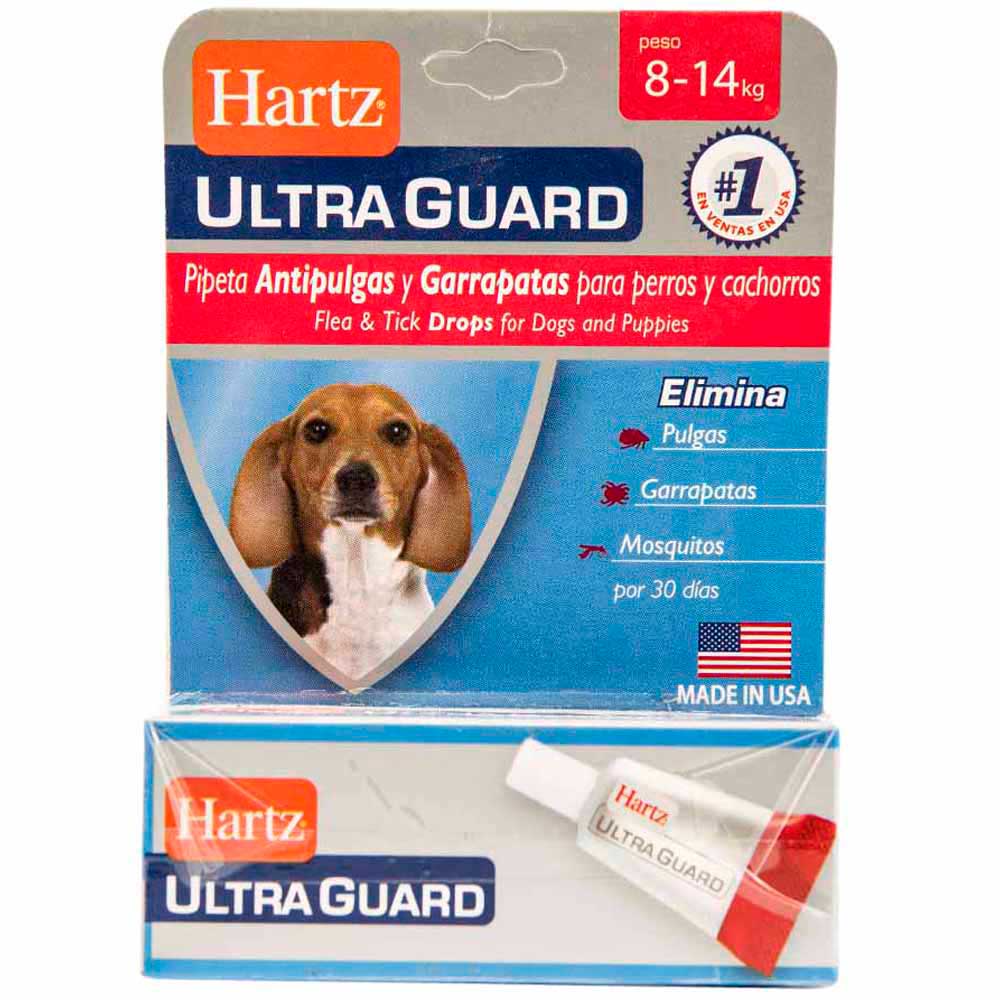 Hartz®
peso
8-14kg
ULTRA GUARD
#1
EN VENTAS EN USA
Pipeta Antipulgas y Garrapatas para perros y cachorros
Flea & Tick Drops for Dogs and Puppies
Elimina
Pulgas
Garrapatas
Mosquitos
por 30 días
MADE IN USA
Hartz
ULTRA GUARD
Hartz
ULTRA GUARD